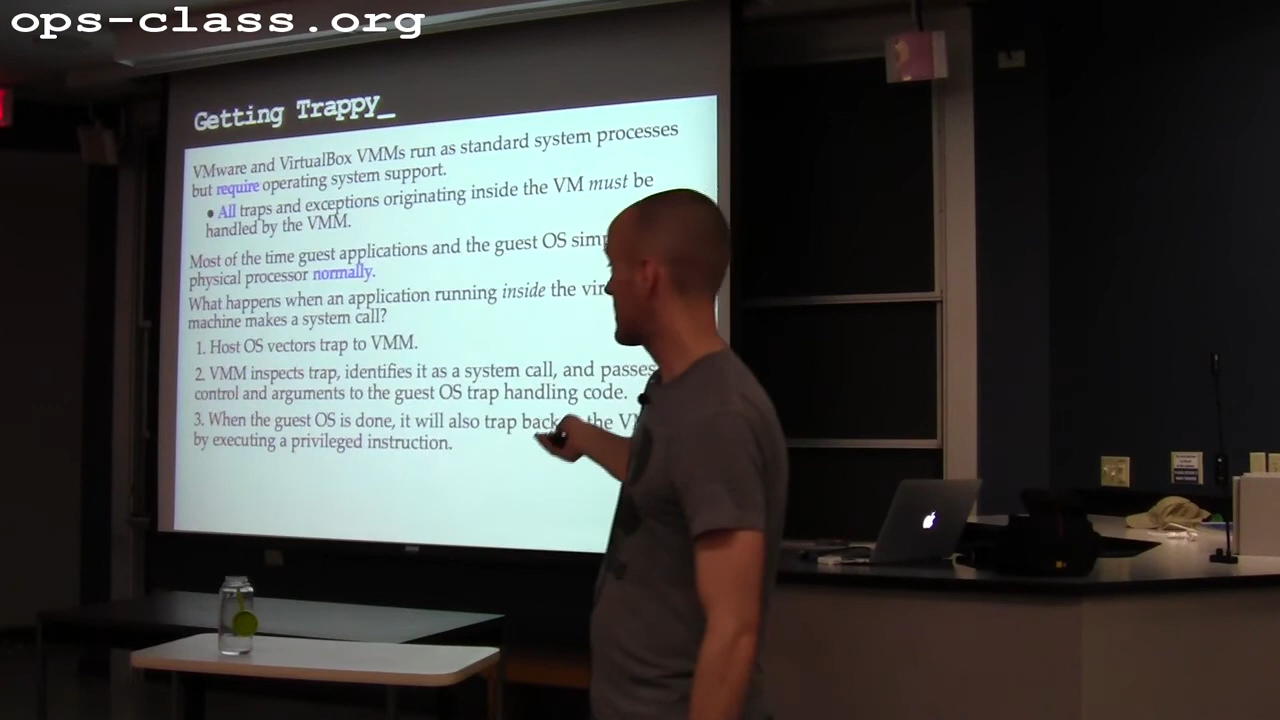 ops-class.org
Getting Trappy_
VMware and VirtualBox VMMs run as standard system processes
but require operating system support.
• All traps and exceptions originating inside the VM must be
handled by the VMM.
Most of the time guest applications and the guest OS
physical processor normally.
What happens when an application running inside the
machine makes a system call?
1. Host OS vectors trap to VMM.
2. VMM inspects trap, identifies it as a system call, and passes
control and arguments to the guest OS trap handling code.
3. When the guest OS is done, it will also trap back the
by executing a privileged instruction.